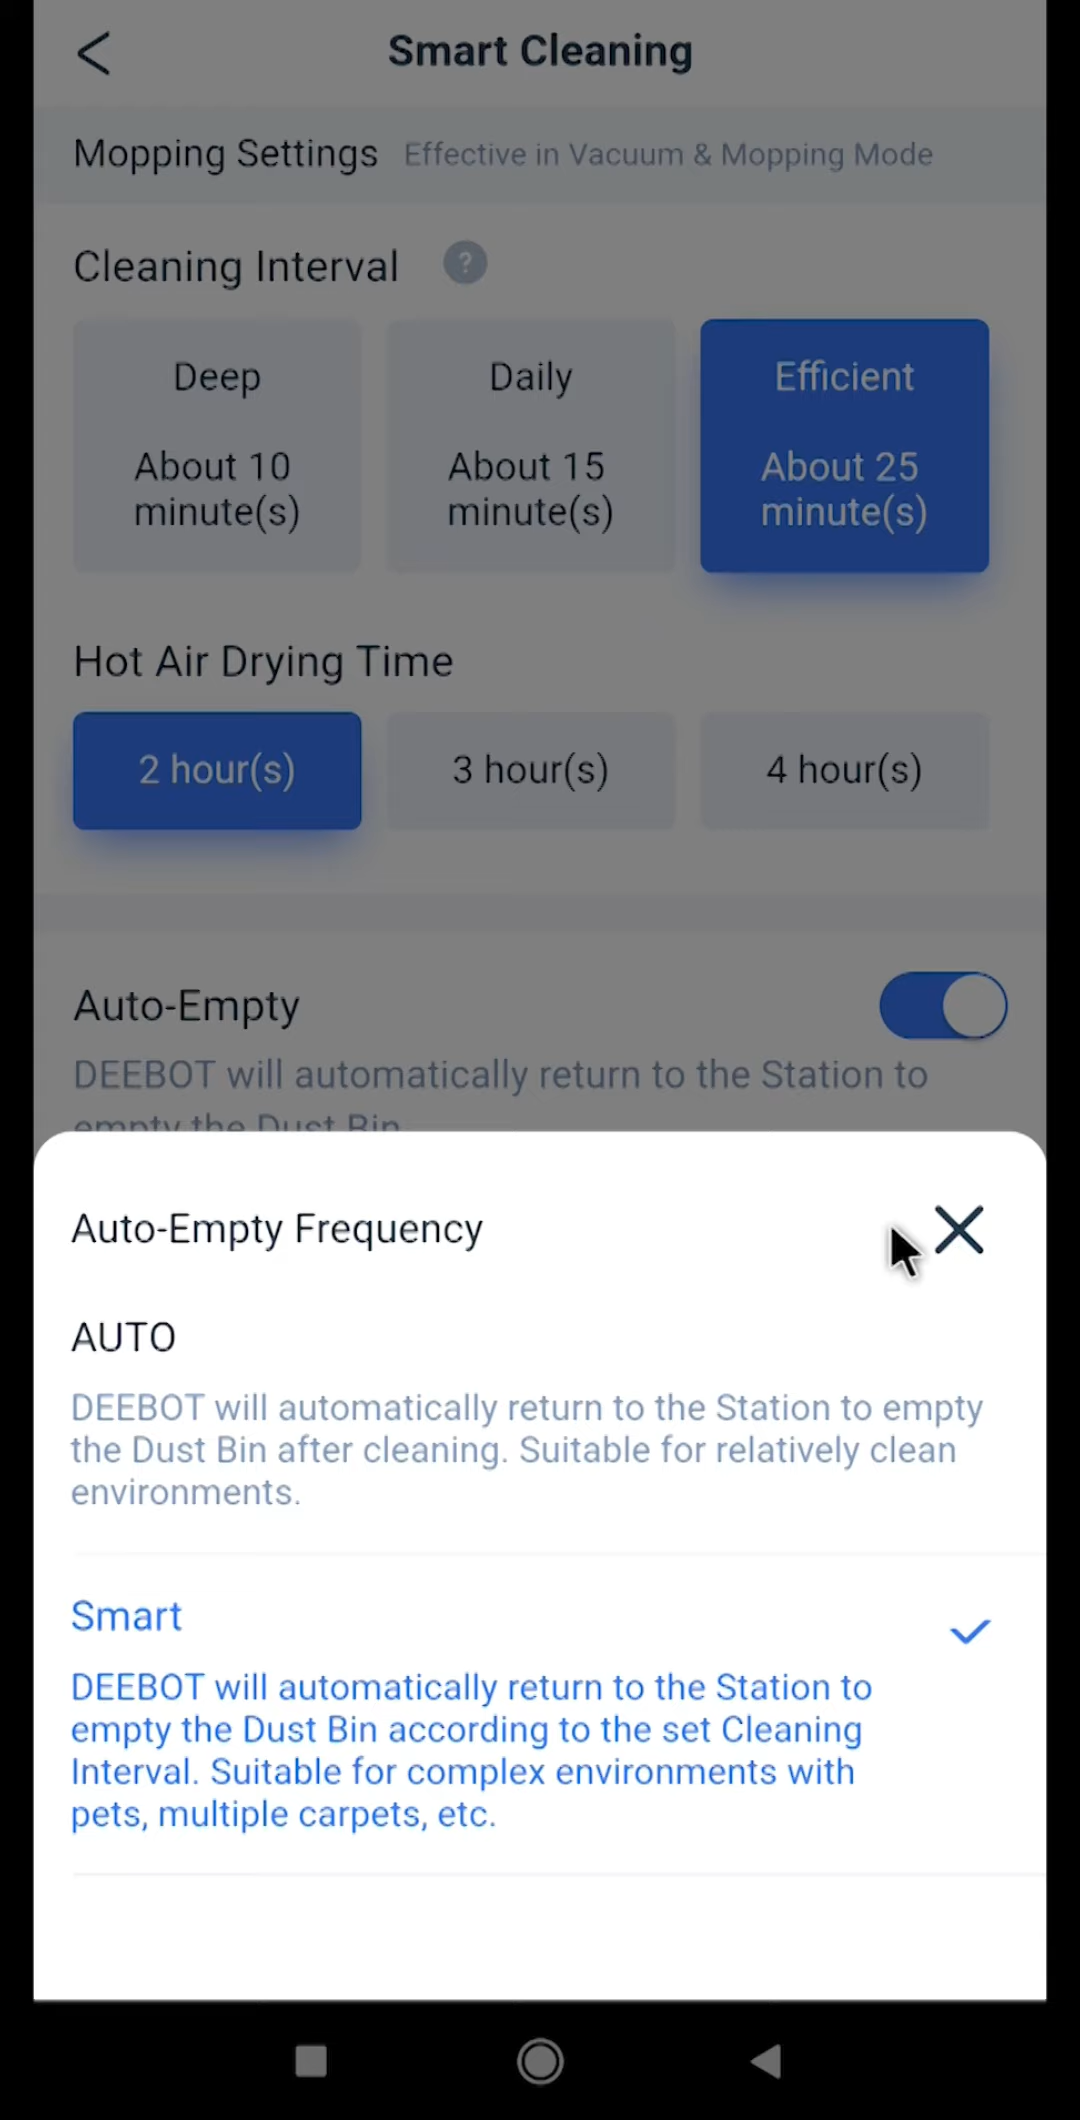 Smart Cleaning
Mopping Settings Effective in Vacuum & Mopping Mode
Cleaning Interval ?
Deep
About 10
minute(s)
Daily
About 15
minute(s)
Efficient
About 25
minute(s)
Hot Air Drying Time
2 hour(s) 3 hour(s) 4 hour(s)
Auto-Empty
DEEBOT will automatically return to the Station to
empty the Dust Bin
Auto-Empty Frequency
AUTO
DEEBOT will automatically return to the Station to empty
the Dust Bin after cleaning. Suitable for relatively clean
environments.
Smart
DEEBOT will automatically return to the Station to
empty the Dust Bin according to the set Cleaning
Interval. Suitable for complex environments with
pets, multiple carpets, etc.